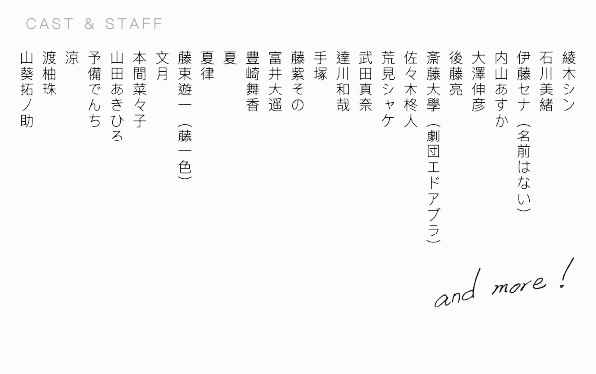 CAST & STAFF
綾木シン
石川美緒
伊藤セナ（名前はない）
内山あすか
大澤伸彦
後藤亮
斎藤大學（劇団エドアブラ）
佐々木柊人
荒見シャケ
武田真奈
達川和哉
手塚
藤紫その
富井大遥
豊崎舞香
夏
夏律
藤東遊一（藤一色）
文月
本間菜々子
山田あきひろ
予備でんち
涼
渡柚珠
山葵拓ノ助
and more!